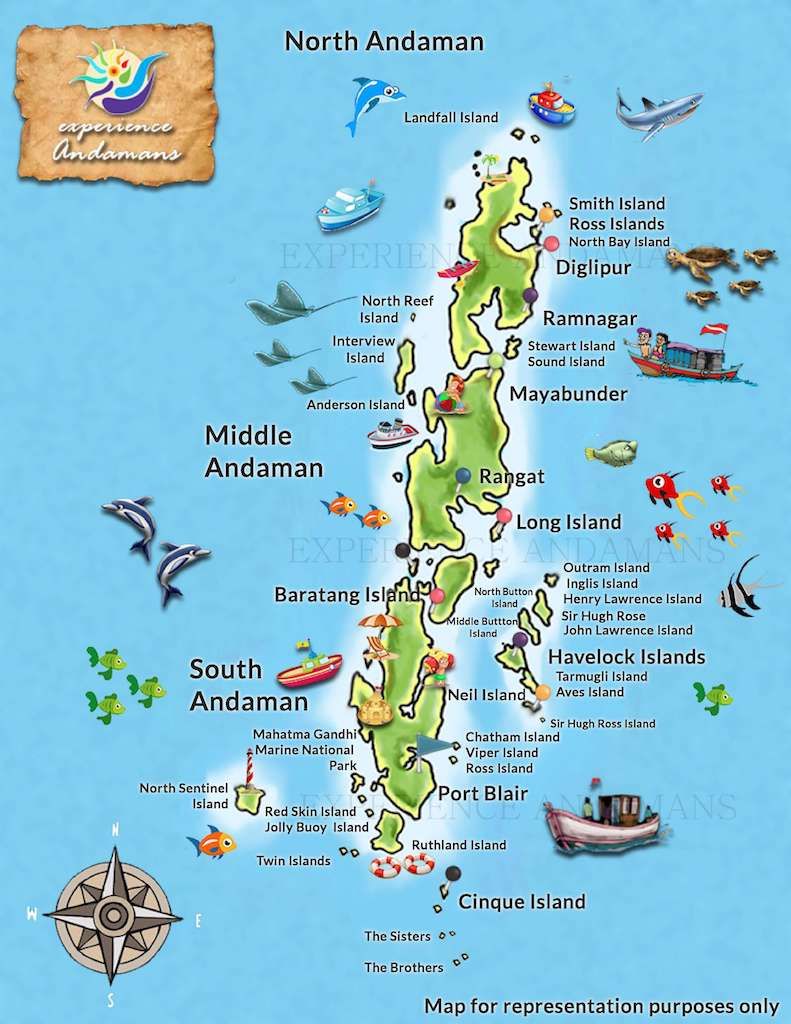 North Andaman
experience
Andamans
Landfall Island
Smith Island
Ross Islands
North Bay Island
EXPERIENCE ANDAMANS
Diglipur
North Reef
Island
Ramnagar
Interview
Island
Stewart Island
Sound Island
Mayabunder
Anderson Island
Middle
Andaman
Rangat
Long Island
EXPERIENCE ANDAMANS
Outram Island
Inglis Island
Henry Lawrence Island
Sir Hugh Rose
John Lawrence Island
Baratang Island
North Button
Island
Middle Buttton
Island
Havelock Islands
Tarmugli Island
Aves Island
South
Andaman
Neil Island
Sir Hugh Ross Island
Mahatma Gandhi
Marine National
Park
Chatham Island
Viper Island
Ross Island
North Sentinel
Island
Port Blair
EXPERIENCE ANDAMANS
Red Skin Island
Jolly Buoy Island
Ruthland Island
Twin Islands
N
W
E
S
Cinque Island
The Sisters
The Brothers
Map for representation purposes only